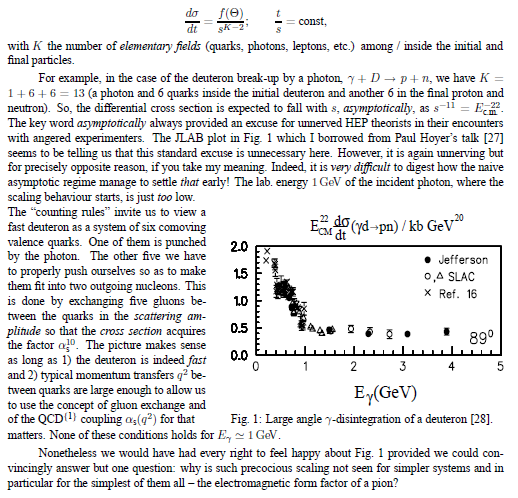 dσ/dt = f(Θ)/s^{K−2}; t/s = const,
with K the number of elementary fields (quarks, photons, leptons, etc.) among / inside the initial and
final particles.
For example, in the case of the deuteron break-up by a photon, γ + D → p + n, we have K =
1 + 6 + 6 = 13 (a photon and 6 quarks inside the initial deuteron and another 6 in the final proton and
neutron). So, the differential cross section is expected to fall with s, asymptotically, as s^{−11} = E_{cm}^{−22}.
The key word asymptotically always provided an excuse for unnerved HEP theorists in their encounters
with angered experimenters. The JLAB plot in Fig. 1 which I borrowed from Paul Hoyer's talk [27]
seems to be telling us that this standard excuse is unnecessary here. However, it is again unnerving but
for precisely opposite reason, if you take my meaning. Indeed, it is very difficult to digest how the naive
asymptotic regime manage to settle that early! The lab. energy 1 GeV of the incident photon, where the
scaling behaviour starts, is just too low.
The "counting rules" invite us to view a
fast deuteron as a system of six comoving
valence quarks. One of them is punched
by the photon. The other five we have
to properly push ourselves so as to make
them fit into two outgoing nucleons. This
is done by exchanging five gluons be-
tween the quarks in the scattering am-
plitude so that the cross section acquires
the factor α_s^{10}. The picture makes sense
as long as 1) the deuteron is indeed fast
and 2) typical momentum transfers q² be-
tween quarks are large enough to allow us
to use the concept of gluon exchange and
of the QCD{1} coupling α_s(q²) for that
matters. None of these conditions holds for E_γ ≃ 1 GeV.
E_{CM}^{22} dσ/dt (γd→pn) / kb GeV^{20}
2.0
1.5
1.0
0.5
0.0
● Jefferson
○,△ SLAC
× Ref. 16
89⁰
0 1 2 3 4 5
E_γ(GeV)
Fig. 1: Large angle γ-disintegration of a deuteron [28].
Nonetheless we would have had every right to feel happy about Fig. 1 provided we could con-
vincingly answer but one question: why is such precocious scaling not seen for simpler systems and in
particular for the simplest of them all – the electromagnetic form factor of a pion?